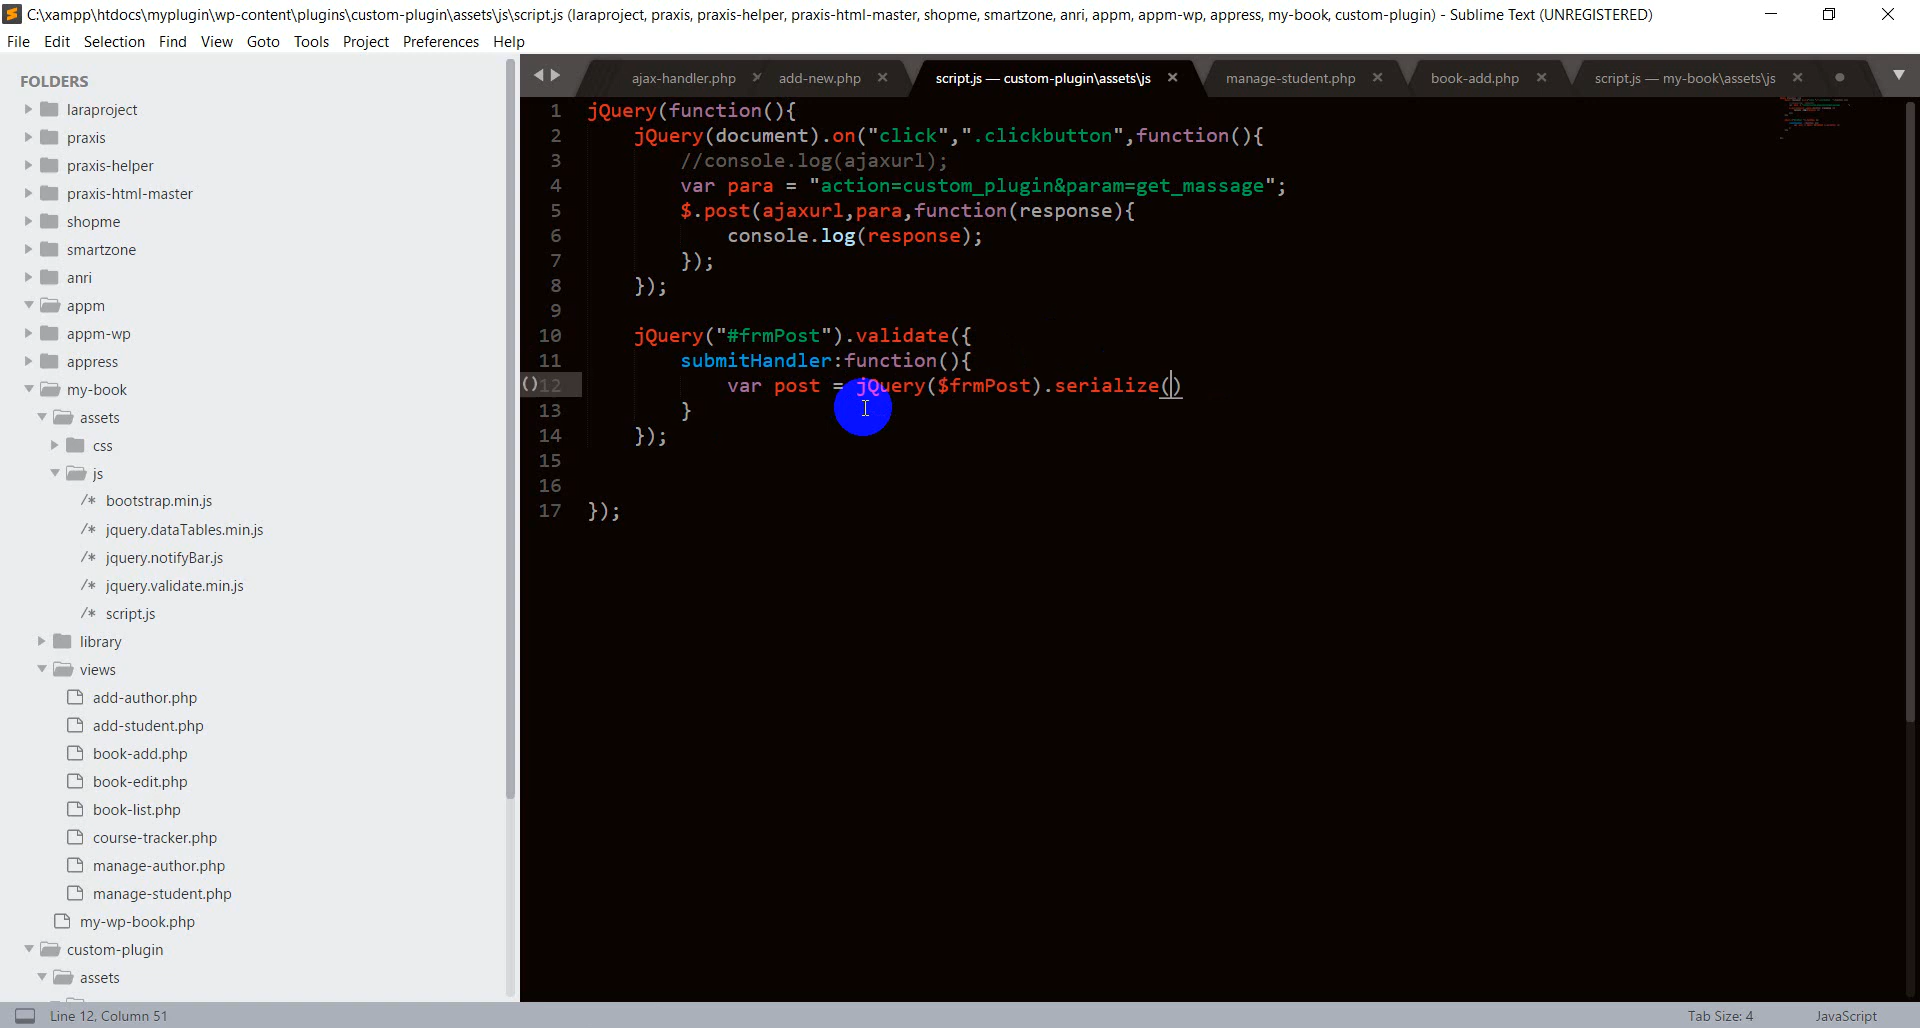 C:\xampp\htdocs\myplugin\wp-content\plugins\custom-plugin\assets\js\script.js (laraproject, praxis, praxis-helper, praxis-html-master, shopme, smartzone, anri, appm, appm-wp, appress, my-book, custom-plugin) - Sublime Text (UNREGISTERED)
File Edit Selection Find View Goto Tools Project Preferences Help
FOLDERS
laraproject
praxis
praxis-helper
praxis-html-master
shopme
smartzone
anri
appm
appm-wp
appress
my-book
assets
css
js
/* bootstrap.min.js
/* jquery.dataTables.min.js
/* jquery.notifyBar.js
/* jquery.validate.min.js
/* script.js
library
views
add-author.php
add-student.php
book-add.php
book-edit.php
book-list.php
course-tracker.php
manage-author.php
manage-student.php
my-wp-book.php
custom-plugin
assets
ajax-handler.php add-new.php script.js — custom-plugin\assets\js manage-student.php book-add.php script.js — my-book\assets\js
1 jQuery(function(){
2 jQuery(document).on("click",".clickbutton",function(){
3 //console.log(ajaxurl);
4 var para = "action=custom_plugin&param=get_massage";
5 $.post(ajaxurl,para,function(response){
6 console.log(response);
7 });
8 });
9
10 jQuery("#frmPost").validate({
11 submitHandler:function(){
12 var post = jQuery($frmPost).serialize()
13 }
14 });
15
16
17 });
Line 12, Column 51
Tab Size: 4 JavaScript